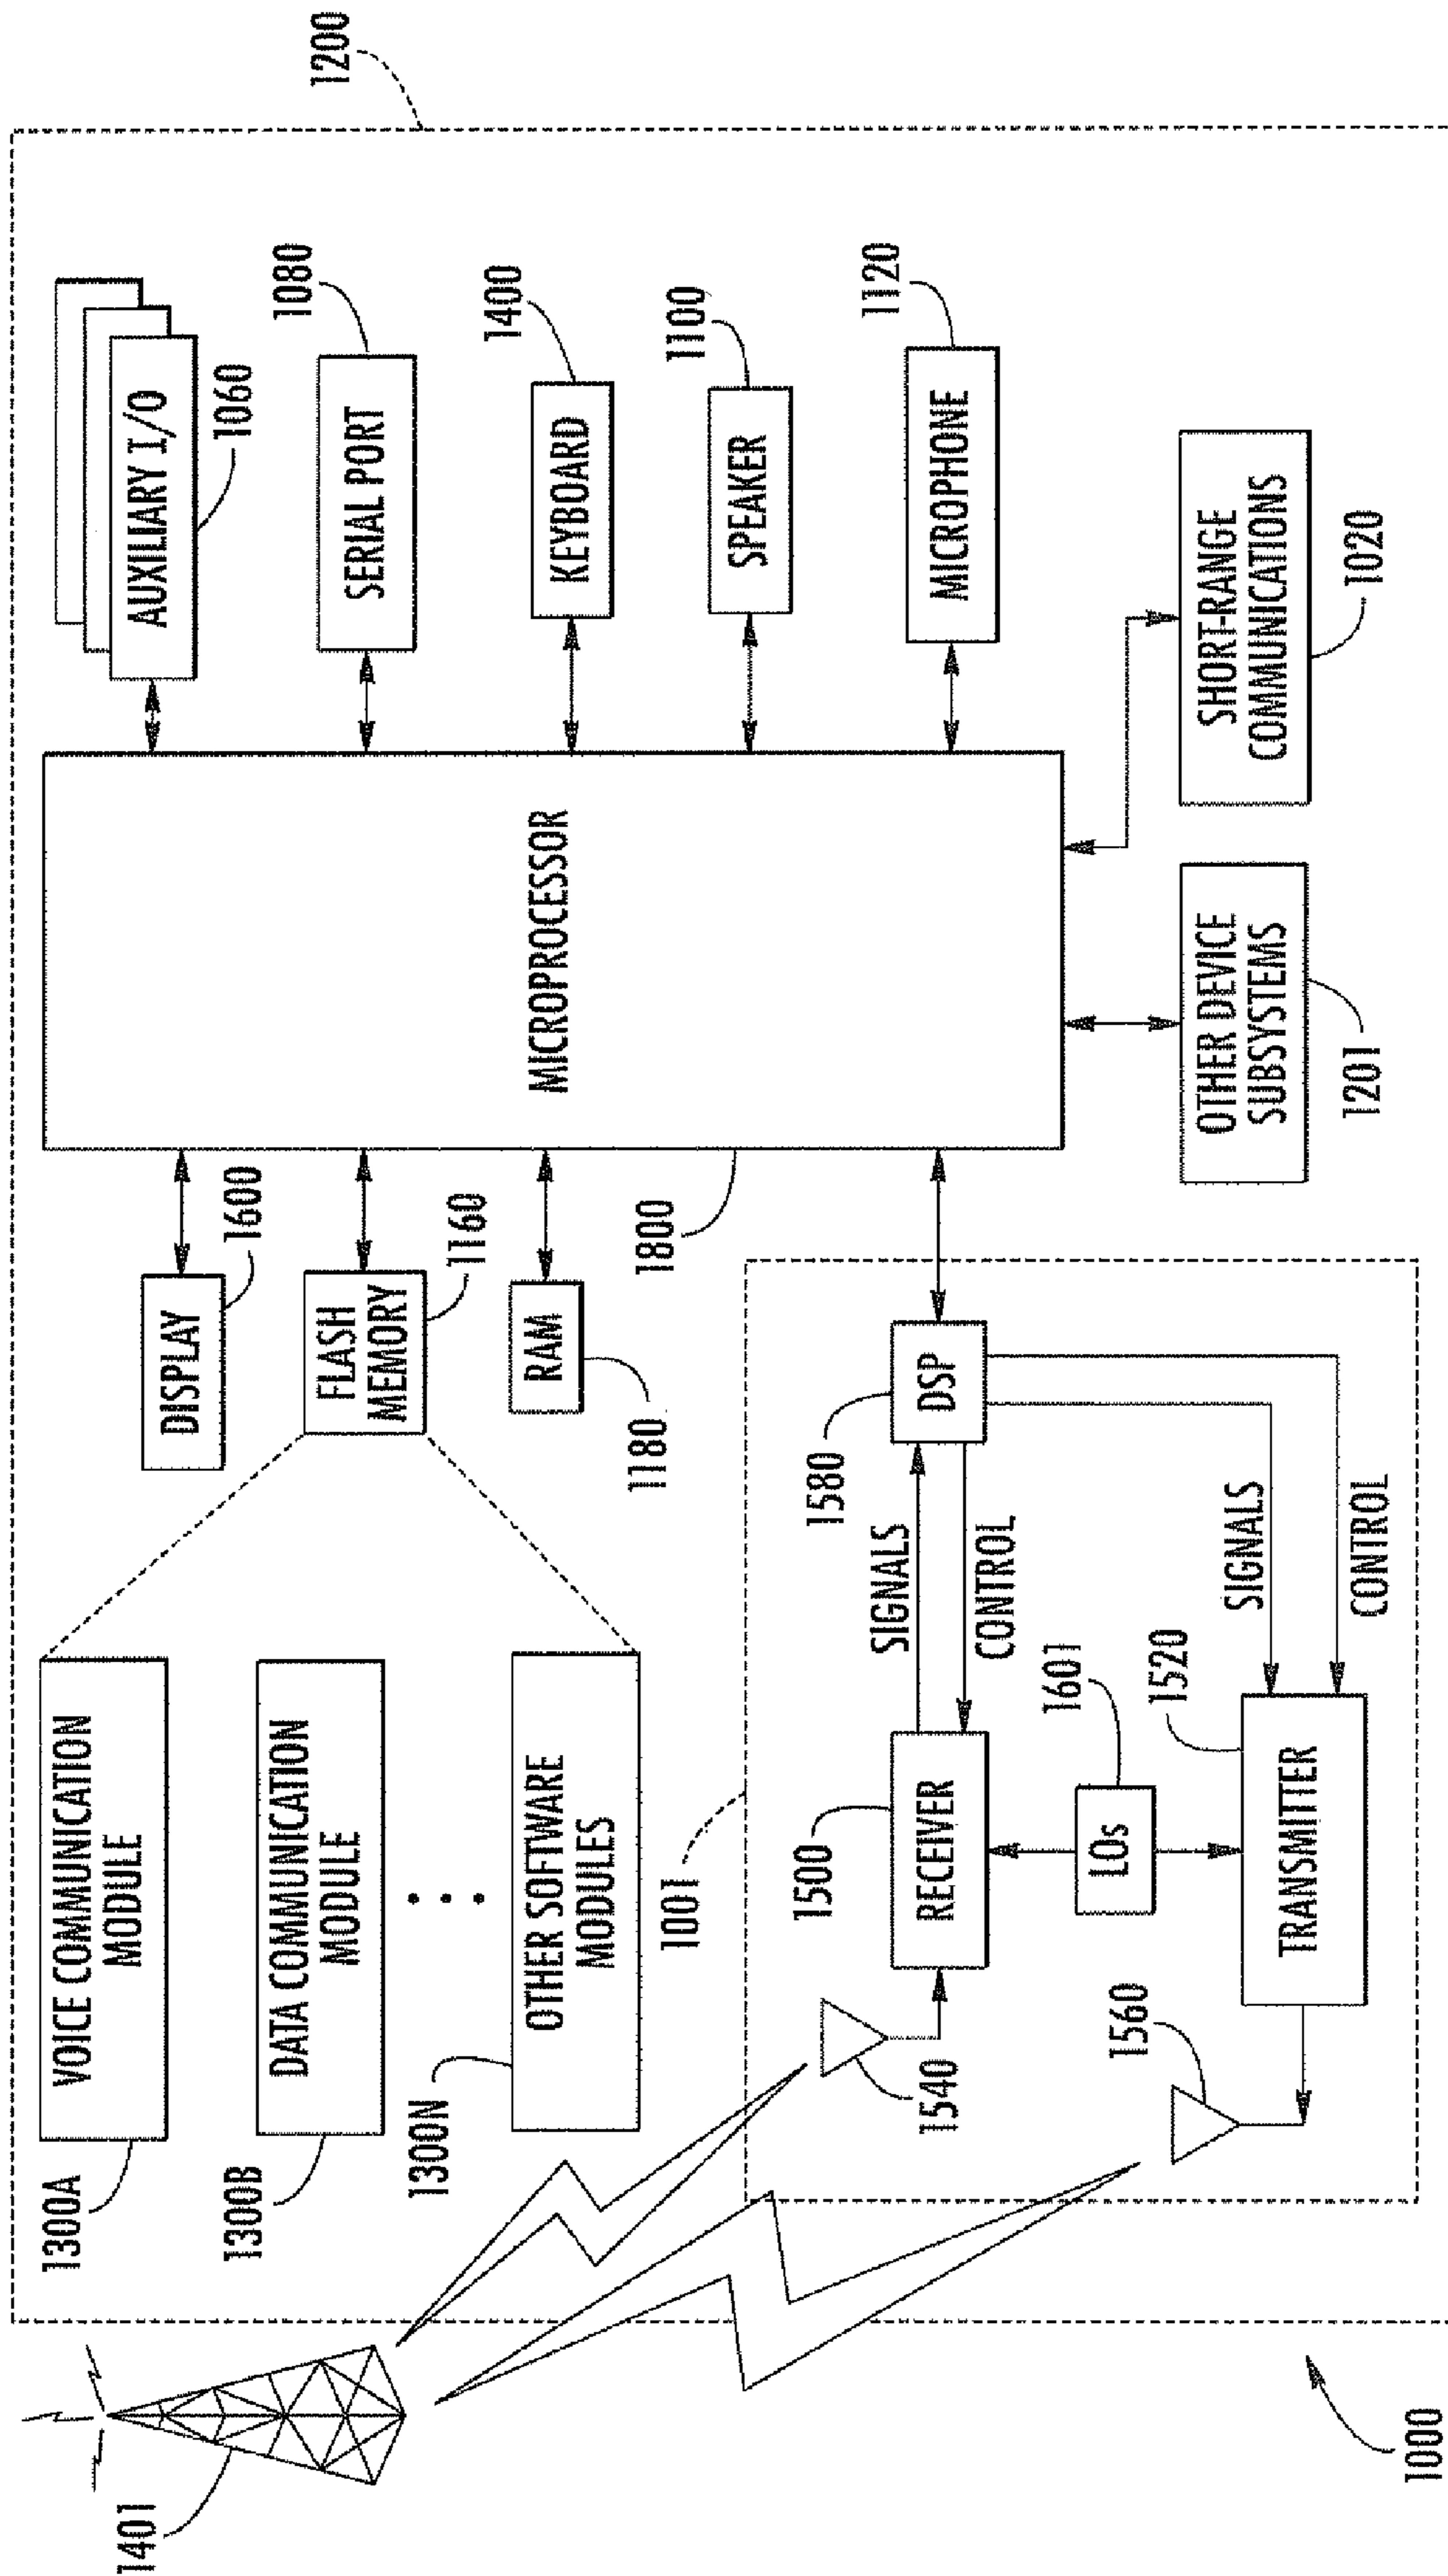 1200
AUXILIARY I/O
1060
SERIAL PORT
1080
KEYBOARD
1400
SPEAKER
1100
MICROPHONE
1120
SHORT-RANGE
COMMUNICATIONS
1020
MICROPROCESSOR
1800
OTHER DEVICE
SUBSYSTEMS
1201
DISPLAY
1600
FLASH
MEMORY
1160
RAM
1180
VOICE COMMUNICATION
MODULE
1300A
DATA COMMUNICATION
MODULE
1300B
OTHER SOFTWARE
MODULES
1300N
1001
DSP
1580
SIGNALS
CONTROL
SIGNALS
CONTROL
RECEIVER
1500
LOs
1601
TRANSMITTER
1520
1540
1560
1401
1000